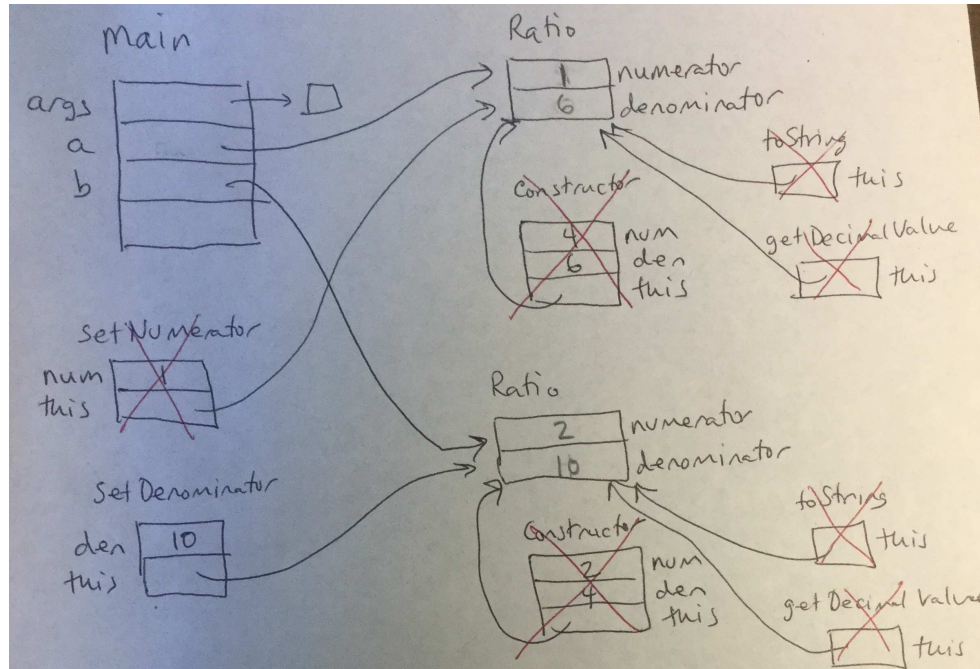 Main
args
a
b
Ratio
1 numerator
6 denominator
toString
this
Constructor
4 num
6 den
this
getDecimalValue
this
SetNumerator
num 1
this
Ratio
2 numerator
10 denominator
Set Denominator
den 10
this
Constructor
2 num
4 den
this
toString
this
getDecimalValue
this